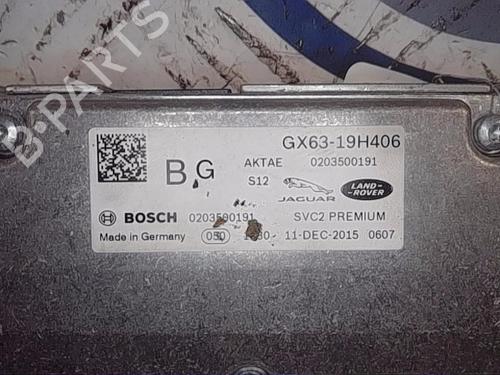 B-PARTS
GX63-19H406
B G
AKTAE 0203500191
S12
JAGUAR
LAND-
ROVER
BOSCH 0203500191 SVC2 PREMIUM
Made in Germany 050 11-DEC-2015 0607